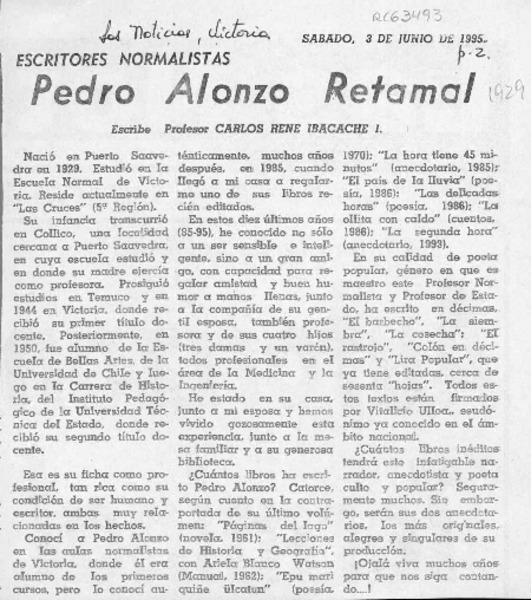 Las Noticias, Victoria
RC63493
SABADO, 3 DE JUNIO DE 1995.
p. 2.
ESCRITORES NORMALISTAS
Pedro Alonzo Retamal
1929
Escribe Profesor CARLOS RENE IBACACHE I.
Nació en Puerto Saave-
dra en 1929. Estudió en la
Escuela Normal de Victo-
ria. Reside actualmente en
"Las Cruces" (5ª Región).
Su infancia transcurrió
en Collico, una localidad
cercana a Puerto Saavedra,
en cuya escuela estudió y
en donde su madre ejercía
como profesora. Prosiguió
estudios en Temuco y en
1944 en Victoria, donde re-
cibió su primer título do-
cente. Posteriormente, en
1950, fue alumno de la Es-
cuela de Bellas Artes, de la
Universidad de Chile y lue-
go en la Carrera de Histo-
ria, del Instituto Pedagó-
gico de la Universidad Téc-
nica del Estado, donde re-
cibió su segundo título do-
cente.
Esa es su ficha como pro-
fesional, tan rica como su
condición de ser humano y
escritor, ambas muy rela-
cionadas en los hechos.
Conocí a Pedro Alonzo
en las aulas normalistas
de Victoria, donde él era
alumno de los primeros
cursos, pero lo conocí au-
ténticamente, muchos años
después, en 1985, cuando
llegó a mi casa a regalar-
me uno de sus libros re-
cién editados.
En estos diez últimos años
(85-95), he conocido no sólo
a un ser sensible e inteli-
gente, sino a un gran ami-
go, con capacidad para re-
galar amistad y buen hu-
mor a manos llenas, junto
a la compañía de su gen-
til esposa, también profe-
sora y de sus cuatro hijos
(tres damas y un varón),
todos profesionales en el
área de la Medicina y la
Ingeniería.
He estado en su casa,
junto a mi esposa y hemos
vivido gozosamente esta
experiencia, junto a la me-
sa familiar y a su generosa
biblioteca.
¿Cuántos libros ha escri-
to Pedro Alonzo? Catorce,
según cuento en la contra-
portada de su último volú-
men: "Páginas del lago"
(novela, 1961); "Lecciones
de Historia y Geografía",
con Ariela Blanco Watson
(Manual, 1962); "Epu mari
quiñe ülcatun" (poesía,
1970); "La hora tiene 45 mi-
nutos" (anecdotario, 1985);
"El país de la lluvia" (poe-
sía, 1986); "Las delicadas
horas" (poesía, 1986); "La
ollita con caldo" (cuentos,
1986); "La segunda hora"
(anecdotario, 1993).
En su calidad de poeta
popular, género en que es
maestro este Profesor Nor-
malista y Profesor de Esta-
do, ha escrito en décimas,
"El barbecho", "La siem-
bra", "La cosecha"; "El
rastrojo", "Colón en déci-
mas" y "Lira Popular", que
ya tiene editadas, cerca de
sesenta "hojas". Todos es-
tos textos están firmados
por Vitalicio Ulloa, seudó-
nimo ya conocido en el ám-
bito nacional.
¿Cuántos libros inéditos
tendrá este infatigable na-
rrador, anecdotista y poeta
culto y popular? Segura-
mente muchos. Sin embar-
go, serán sus dos anecdota-
rios, los más originales,
alegres y singulares de su
producción.
¡Ojalá viva muchos años
para que nos siga contan-
do....!